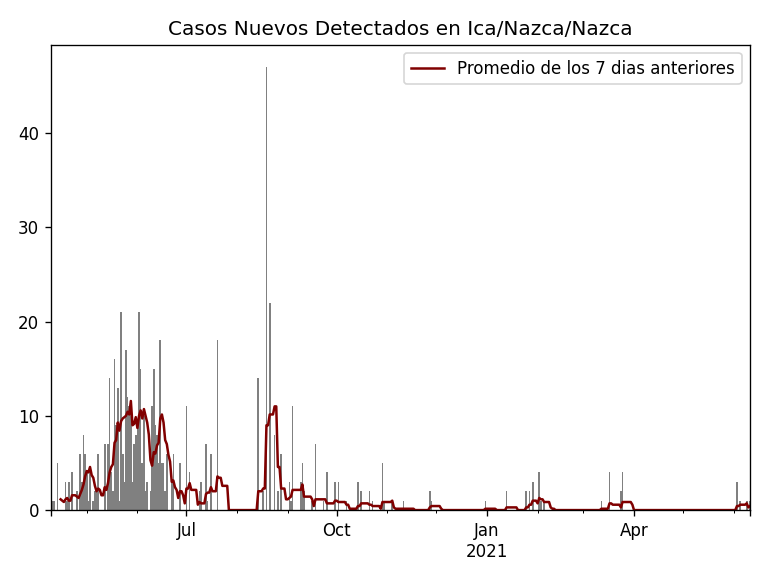 Casos Nuevos Detectados en Ica/Nazca/Nazca
Promedio de los 7 dias anteriores
40
30
20
10
0
Jul
Oct
Jan
2021
Apr